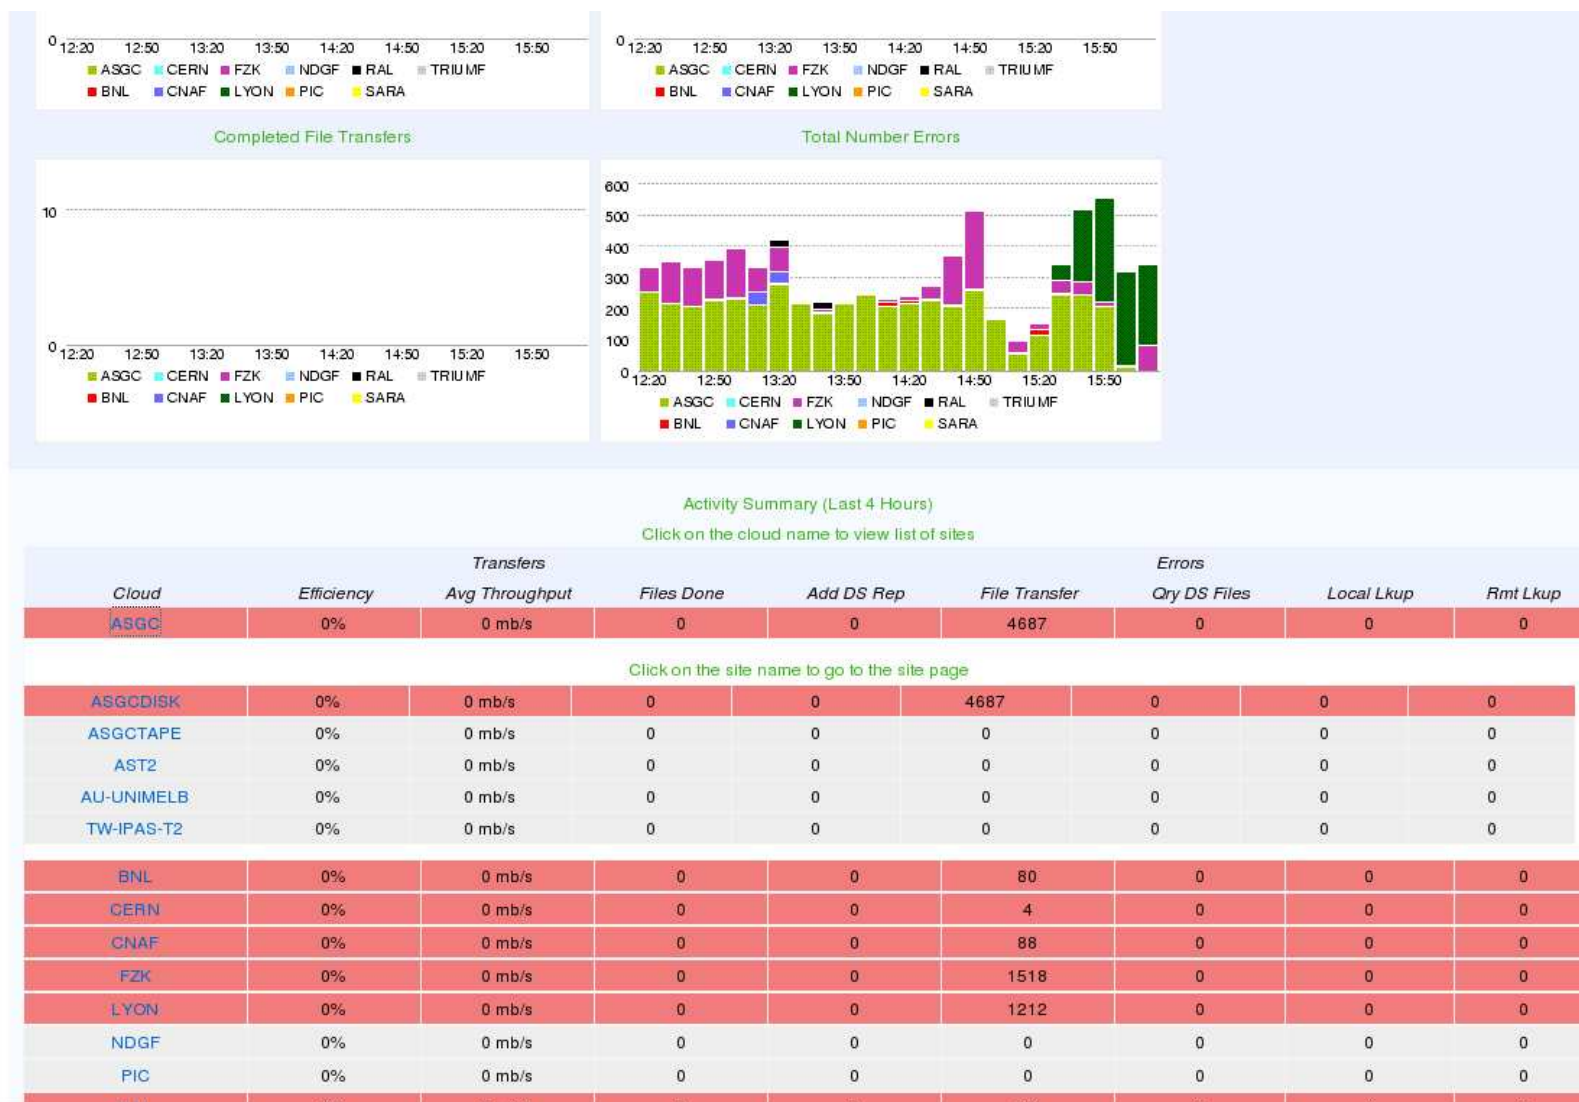 0 12:20 12:50 13:20 13:50 14:20 14:50 15:20 15:50
ASGC CERN FZK NDGF RAL TRIUMF
BNL CNAF LYON PIC SARA
0 12:20 12:50 13:20 13:50 14:20 14:50 15:20 15:50
ASGC CERN FZK NDGF RAL TRIUMF
BNL CNAF LYON PIC SARA
Completed File Transfers
10
0 12:20 12:50 13:20 13:50 14:20 14:50 15:20 15:50
ASGC CERN FZK NDGF RAL TRIUMF
BNL CNAF LYON PIC SARA
Total Number Errors
600
500
400
300
200
100
0 12:20 12:50 13:20 13:50 14:20 14:50 15:20 15:50
ASGC CERN FZK NDGF RAL TRIUMF
BNL CNAF LYON PIC SARA
Activity Summary (Last 4 Hours)
Click on the cloud name to view list of sites
Transfers Errors
Cloud Efficiency Avg Throughput Files Done Add DS Rep File Transfer Qry DS Files Local Lkup Rmt Lkup
ASGC 0% 0 mb/s 0 0 4687 0 0 0
Click on the site name to go to the site page
ASGCDISK 0% 0 mb/s 0 0 4687 0 0 0
ASGCTAPE 0% 0 mb/s 0 0 0 0 0 0
AST2 0% 0 mb/s 0 0 0 0 0 0
AU-UNIMELB 0% 0 mb/s 0 0 0 0 0 0
TW-IPAS-T2 0% 0 mb/s 0 0 0 0 0 0
BNL 0% 0 mb/s 0 0 80 0 0 0
CERN 0% 0 mb/s 0 0 4 0 0 0
CNAF 0% 0 mb/s 0 0 88 0 0 0
FZK 0% 0 mb/s 0 0 1518 0 0 0
LYON 0% 0 mb/s 0 0 1212 0 0 0
NDGF 0% 0 mb/s 0 0 0 0 0 0
PIC 0% 0 mb/s 0 0 0 0 0 0